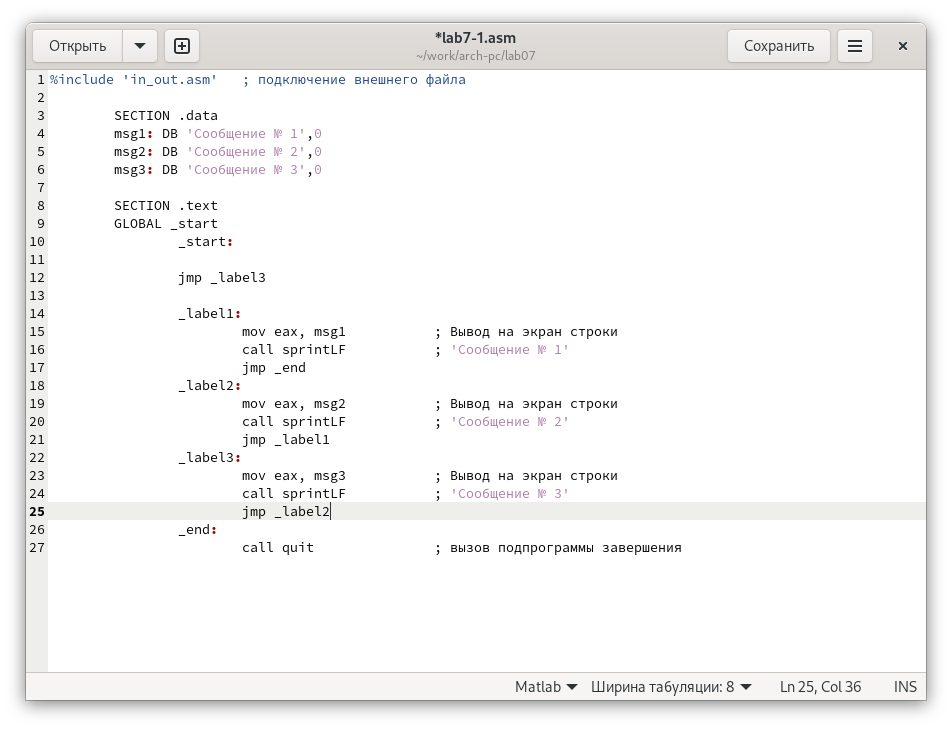 Открыть
*lab7-1.asm
~/work/arch-pc/lab07
Сохранить
1 %include 'in_out.asm'   ; подключение внешнего файла
2
3         SECTION .data
4         msg1: DB 'Сообщение № 1',0
5         msg2: DB 'Сообщение № 2',0
6         msg3: DB 'Сообщение № 3',0
7
8         SECTION .text
9         GLOBAL _start
10                 _start:
11
12                 jmp _label3
13
14                 _label1:
15                         mov eax, msg1           ; Вывод на экран строки
16                         call sprintLF           ; 'Сообщение № 1'
17                         jmp _end
18                 _label2:
19                         mov eax, msg2           ; Вывод на экран строки
20                         call sprintLF           ; 'Сообщение № 2'
21                         jmp _label1
22                 _label3:
23                         mov eax, msg3           ; Вывод на экран строки
24                         call sprintLF           ; 'Сообщение № 3'
25                         jmp _label2
26                 _end:
27                         call quit               ; вызов подпрограммы завершения
Matlab Ширина табуляции: 8 Ln 25, Col 36 INS